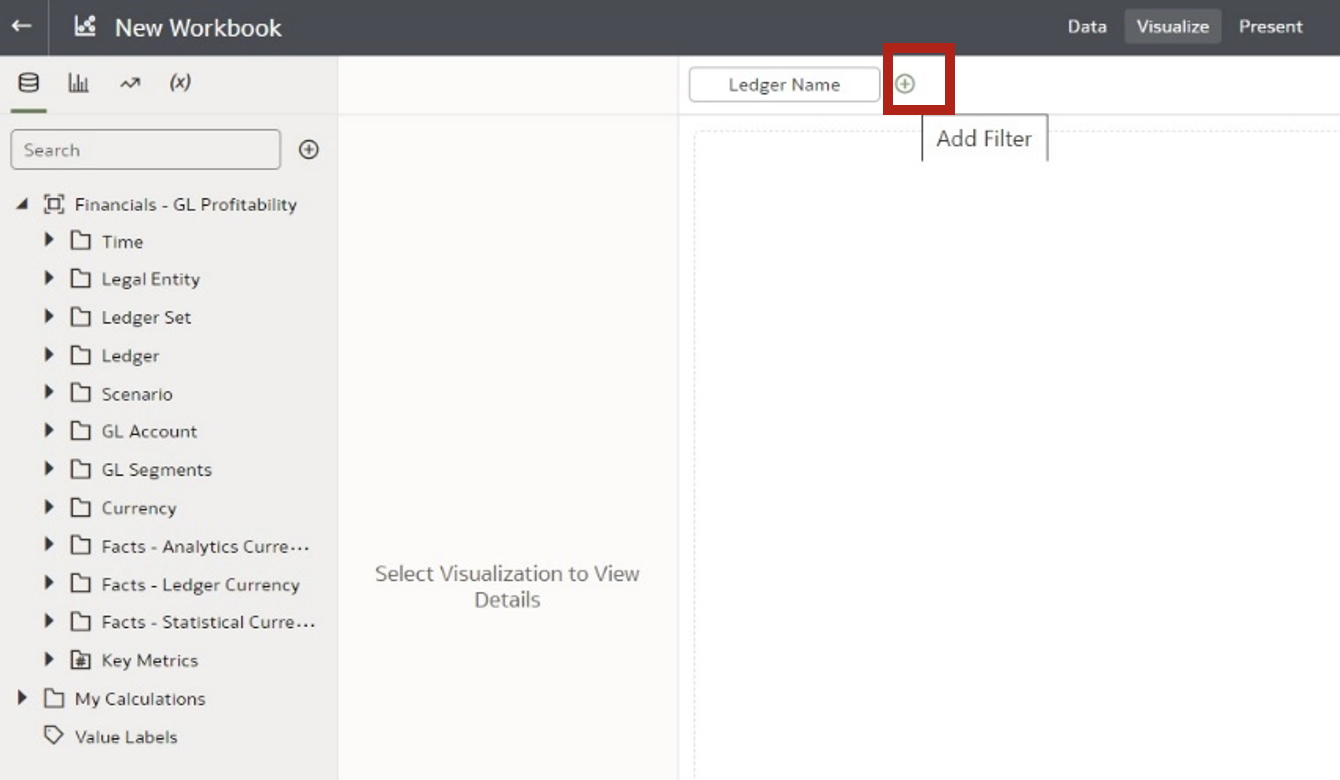 New Workbook
Data Visualize Present
(x)
Ledger Name
Add Filter
Search
Financials - GL Profitability
Time
Legal Entity
Ledger Set
Ledger
Scenario
GL Account
GL Segments
Currency
Facts - Analytics Curre...
Facts - Ledger Currency
Facts - Statistical Curre...
# Key Metrics
My Calculations
Value Labels
Select Visualization to View
Details